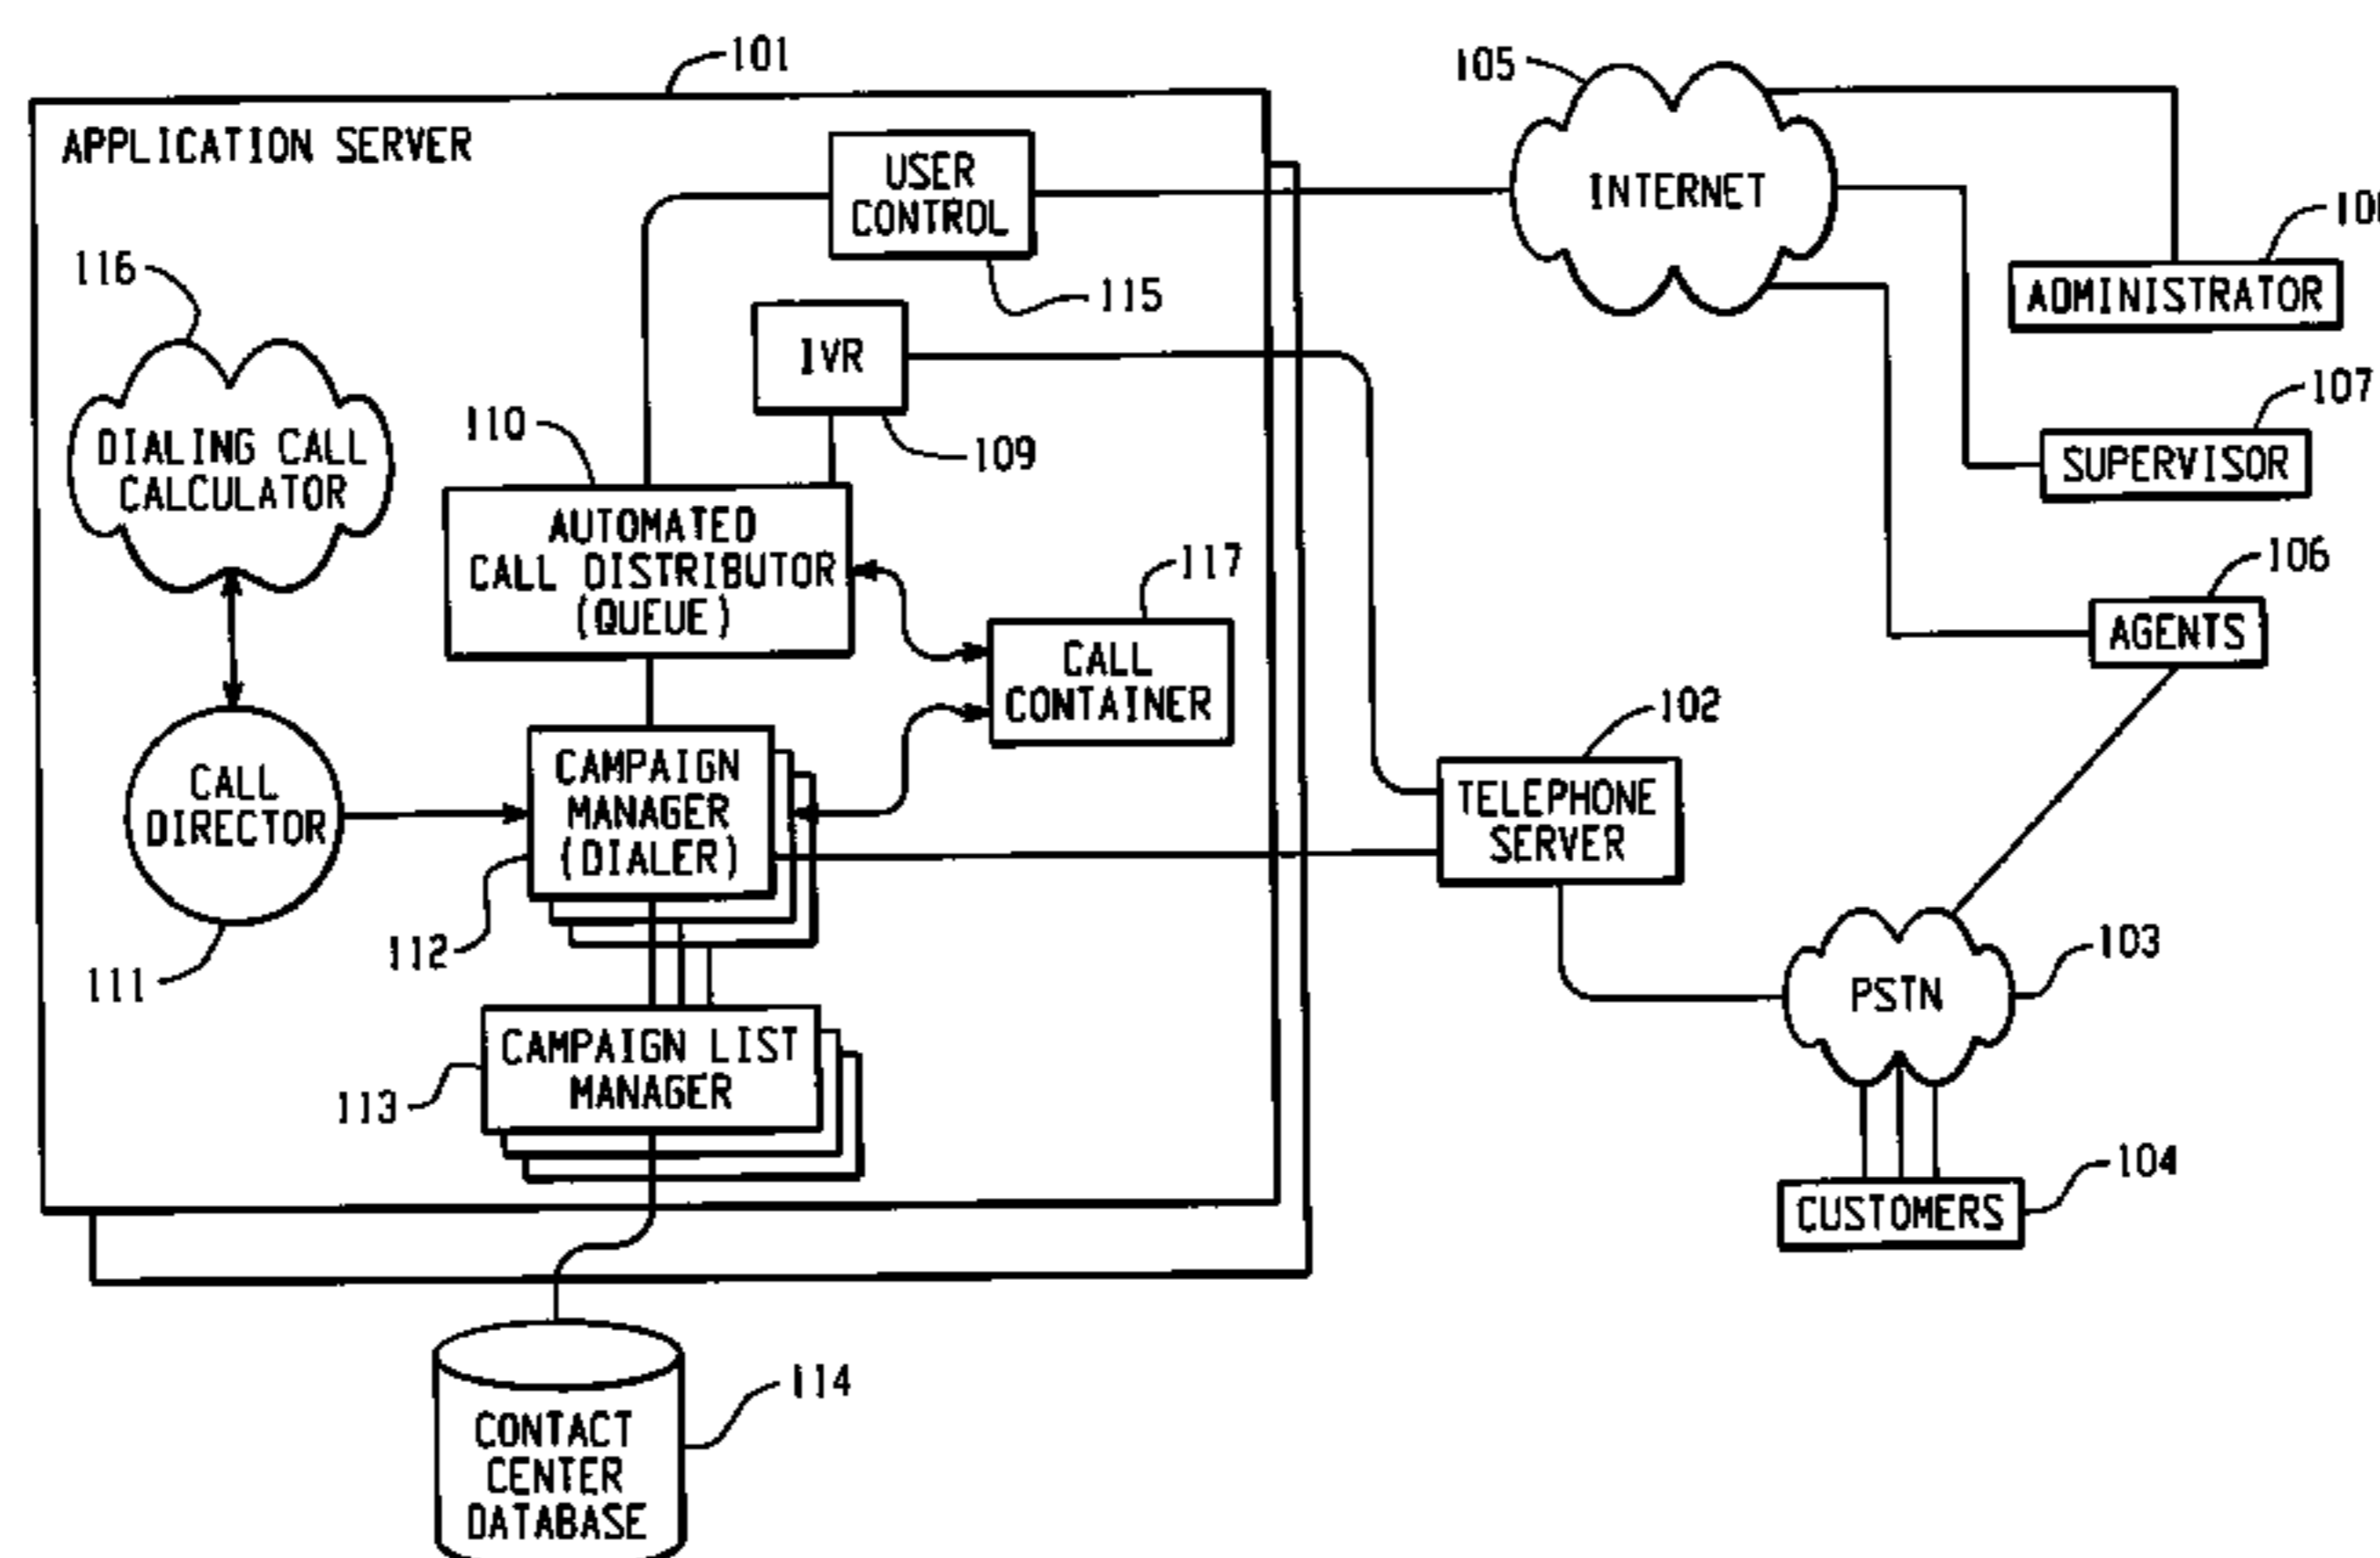 101
APPLICATION SERVER
USER
CONTROL
115
116
DIALING CALL
CALCULATOR
IVR
109
110
AUTOMATED
CALL DISTRIBUTOR
(QUEUE)
117
CALL
CONTAINER
CALL
DIRECTOR
111
CAMPAIGN
MANAGER
(DIALER)
112
CAMPAIGN LIST
MANAGER
113
CONTACT
CENTER
DATABASE
114
105
INTERNET
ADMINISTRATOR
107
SUPERVISOR
106
AGENTS
102
TELEPHONE
SERVER
103
PSTN
104
CUSTOMERS